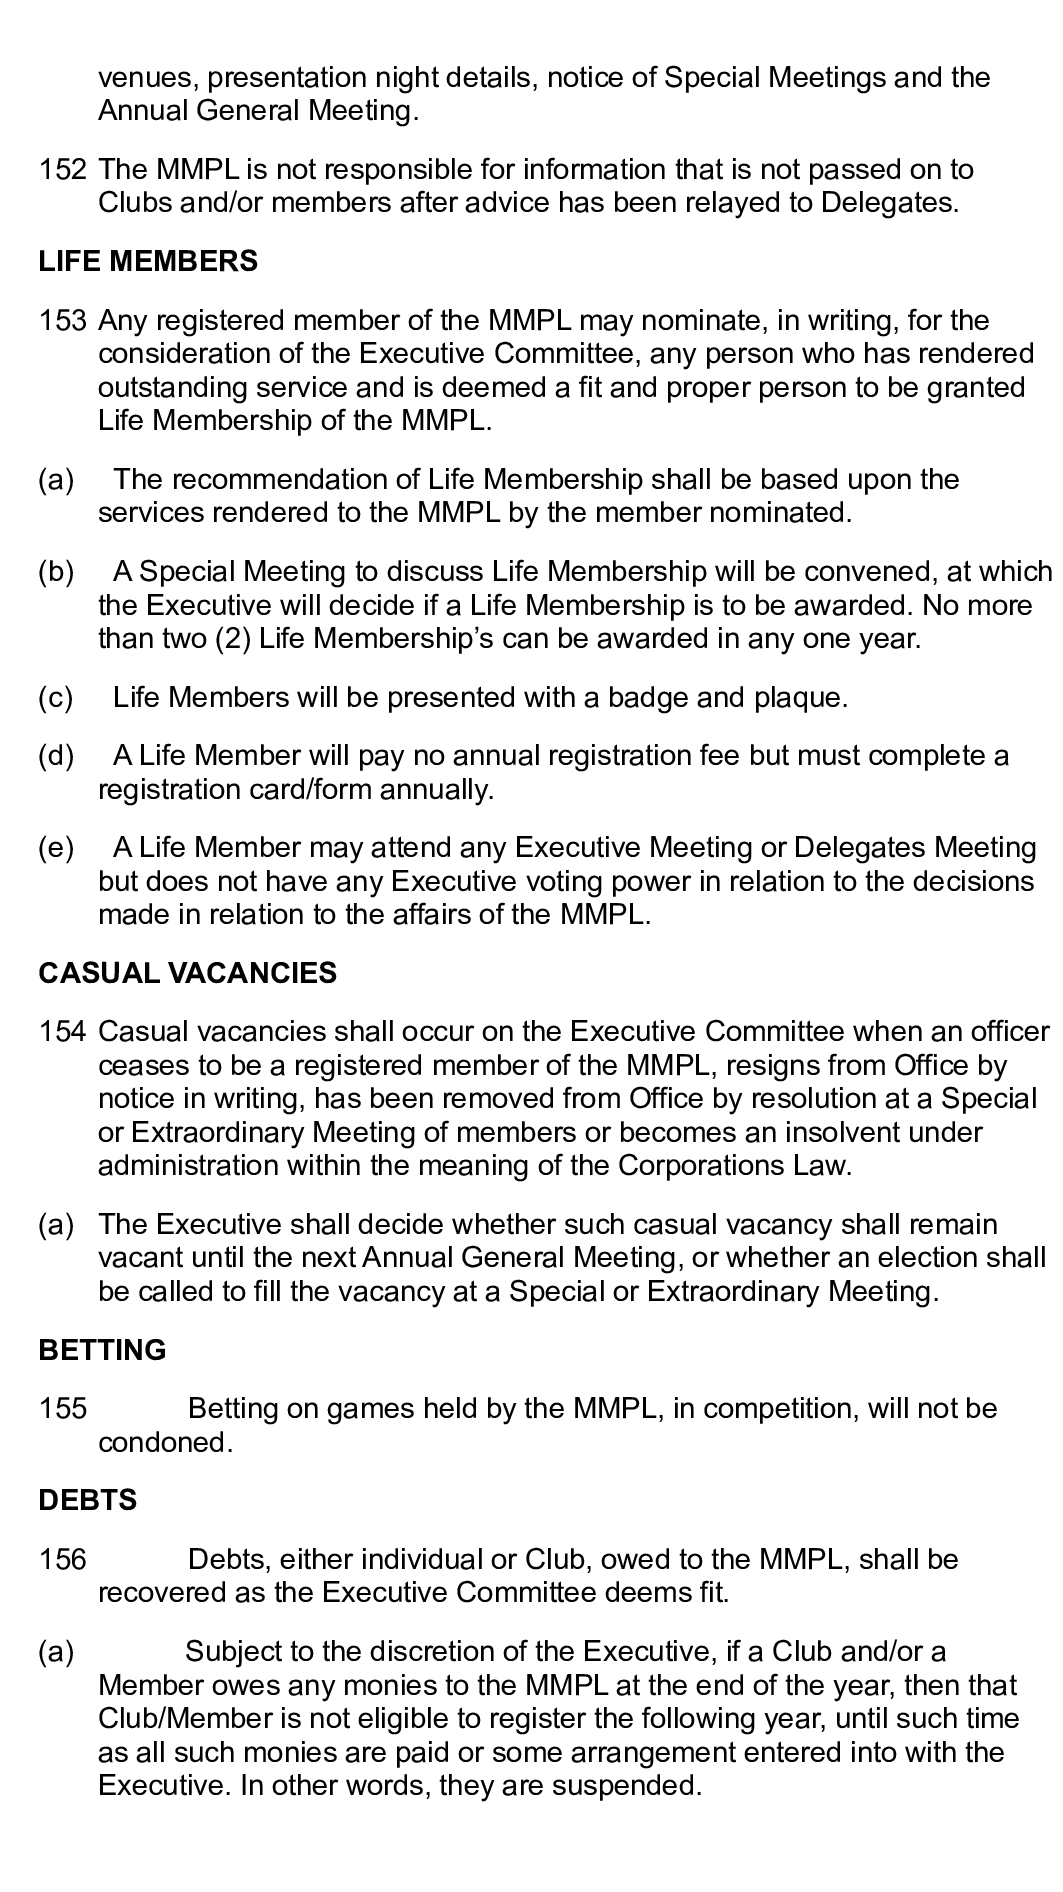 venues, presentation night details, notice of Special Meetings and the
Annual General Meeting.
152 The MMPL is not responsible for information that is not passed on to
Clubs and/or members after advice has been relayed to Delegates.
LIFE MEMBERS
153 Any registered member of the MMPL may nominate, in writing, for the
consideration of the Executive Committee, any person who has rendered
outstanding service and is deemed a fit and proper person to be granted
Life Membership of the MMPL.
(a) The recommendation of Life Membership shall be based upon the
services rendered to the MMPL by the member nominated.
(b) A Special Meeting to discuss Life Membership will be convened, at which
the Executive will decide if a Life Membership is to be awarded. No more
than two (2) Life Membership’s can be awarded in any one year.
(c) Life Members will be presented with a badge and plaque.
(d) A Life Member will pay no annual registration fee but must complete a
registration card/form annually.
(e) A Life Member may attend any Executive Meeting or Delegates Meeting
but does not have any Executive voting power in relation to the decisions
made in relation to the affairs of the MMPL.
CASUAL VACANCIES
154 Casual vacancies shall occur on the Executive Committee when an officer
ceases to be a registered member of the MMPL, resigns from Office by
notice in writing, has been removed from Office by resolution at a Special
or Extraordinary Meeting of members or becomes an insolvent under
administration within the meaning of the Corporations Law.
(a) The Executive shall decide whether such casual vacancy shall remain
vacant until the next Annual General Meeting, or whether an election shall
be called to fill the vacancy at a Special or Extraordinary Meeting.
BETTING
155 Betting on games held by the MMPL, in competition, will not be
condoned.
DEBTS
156 Debts, either individual or Club, owed to the MMPL, shall be
recovered as the Executive Committee deems fit.
(a) Subject to the discretion of the Executive, if a Club and/or a
Member owes any monies to the MMPL at the end of the year, then that
Club/Member is not eligible to register the following year, until such time
as all such monies are paid or some arrangement entered into with the
Executive. In other words, they are suspended.